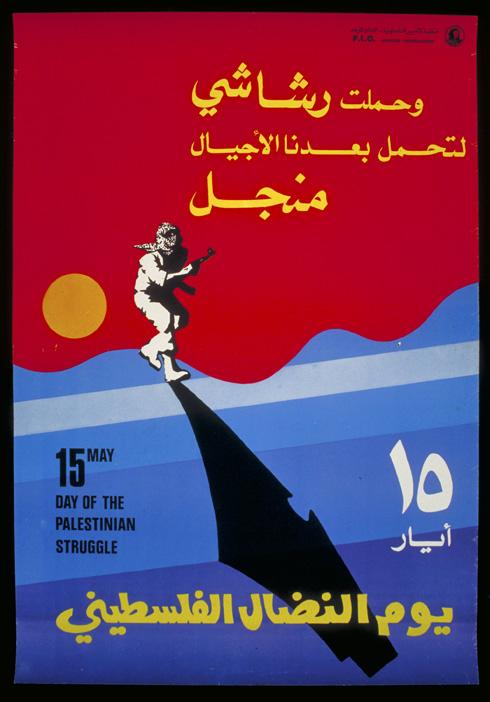 P.L.O.
وحملت رشاشي
لتحمل بعدنا الأجيال
منجل
15 MAY
DAY OF THE
PALESTINIAN
STRUGGLE
١٥
أيار
يوم النضال الفلسطيني